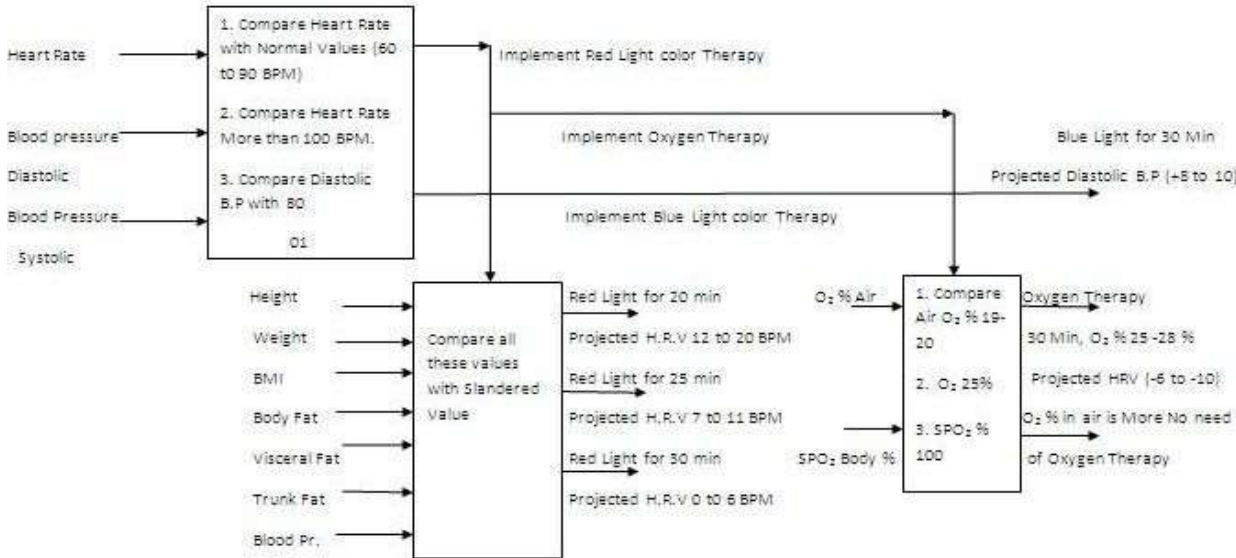 Heart Rate
Blood pressure
Diastolic
Blood Pressure
Systolic
1. Compare Heart Rate
with Normal Values (60
to 90 BPM)
2. Compare Heart Rate
More than 100 BPM.
3. Compare Diastolic
B.P with 80
01
Implement Red Light color Therapy
Implement Oxygen Therapy
Implement Blue Light color Therapy
Blue Light for 30 Min
Projected Diastolic B.P (+8 to 10)
Height
Weight
BMI
Body Fat
Visceral Fat
Trunk Fat
Blood Pr.
Compare all
these values
with Slandered
Value
Red Light for 20 min
Projected H.R.V 12 to 20 BPM
Red Light for 25 min
Projected H.R.V 7 to 11 BPM
Red Light for 30 min
Projected H.R.V 0 to 6 BPM
O₂ % Air
SPO₂ Body %
1. Compare
Air O₂ % 19-
20
2. O₂ 25%
3. SPO₂ %
100
Oxygen Therapy
30 Min, O₂ % 25 -28 %
Projected HRV (-6 to -10)
O₂ % in air is More No need
of Oxygen Therapy